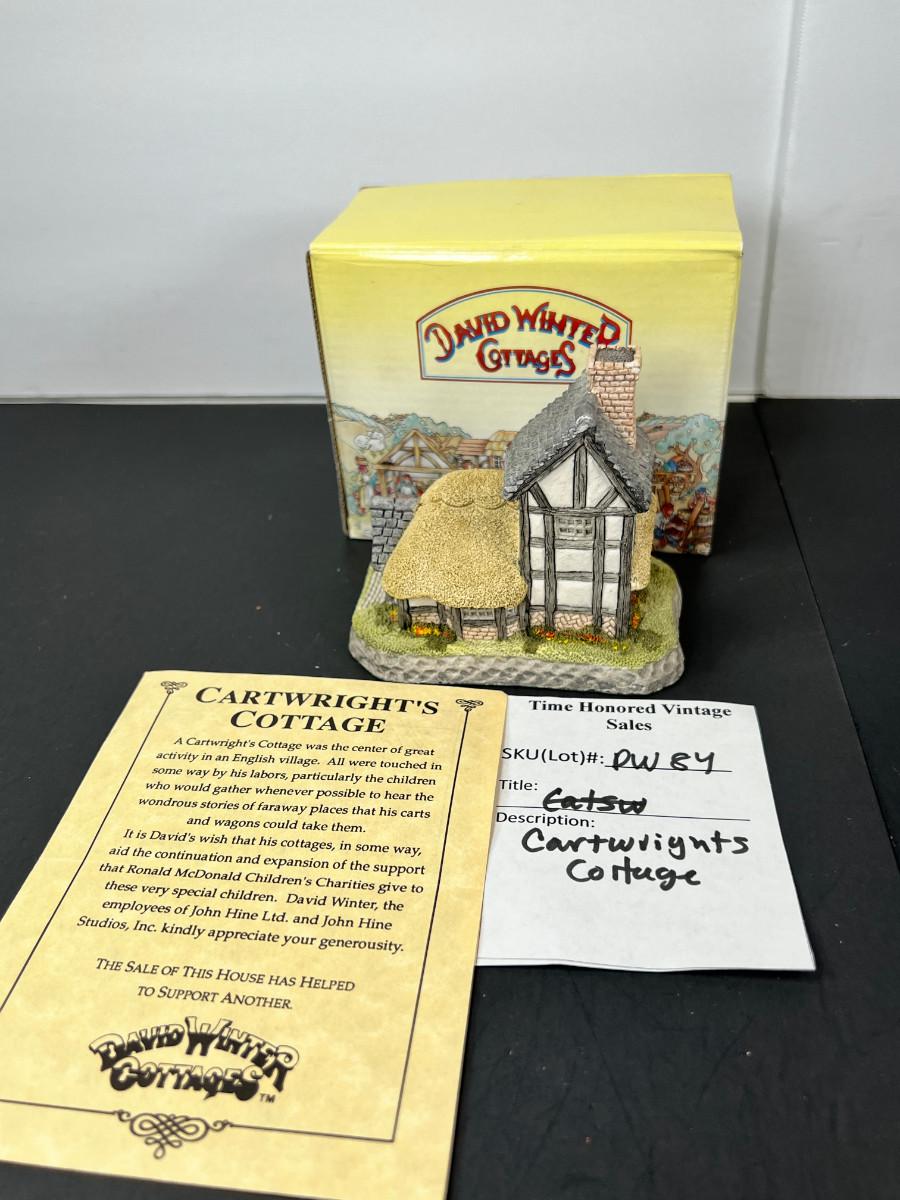 DAVID WINTER
COTTAGES
CARTWRIGHT'S
COTTAGE
A Cartwright's Cottage was the center of great
activity in an English village. All were touched in
some way by his labors, particularly the children
who would gather whenever possible to hear the
wondrous stories of faraway places that his carts
and wagons could take them.
It is David's wish that his cottages, in some way,
aid the continuation and expansion of the support
that Ronald McDonald Children's Charities give to
these very special children. David Winter, the
employees of John Hine Ltd. and John Hine
Studios, Inc. kindly appreciate your generousity.
THE SALE OF THIS HOUSE HAS HELPED
TO SUPPORT ANOTHER.
DAVID WINTER
COTTAGES TM
Time Honored Vintage
Sales
SKU(Lot)#: DW84
Title:
Description:
Cartwrights
Cottage